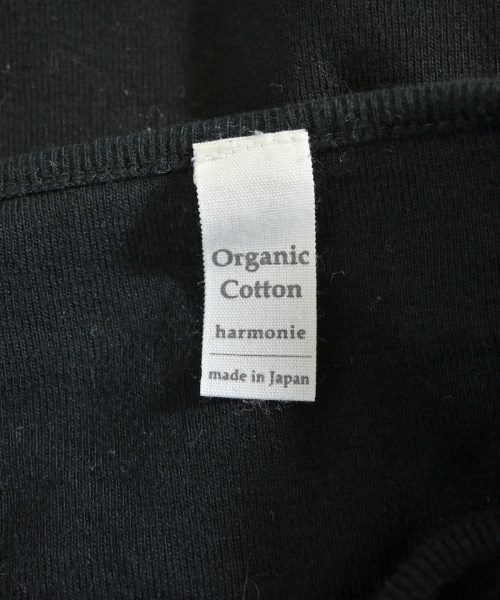 Organic
Cotton
harmonie
made in Japan